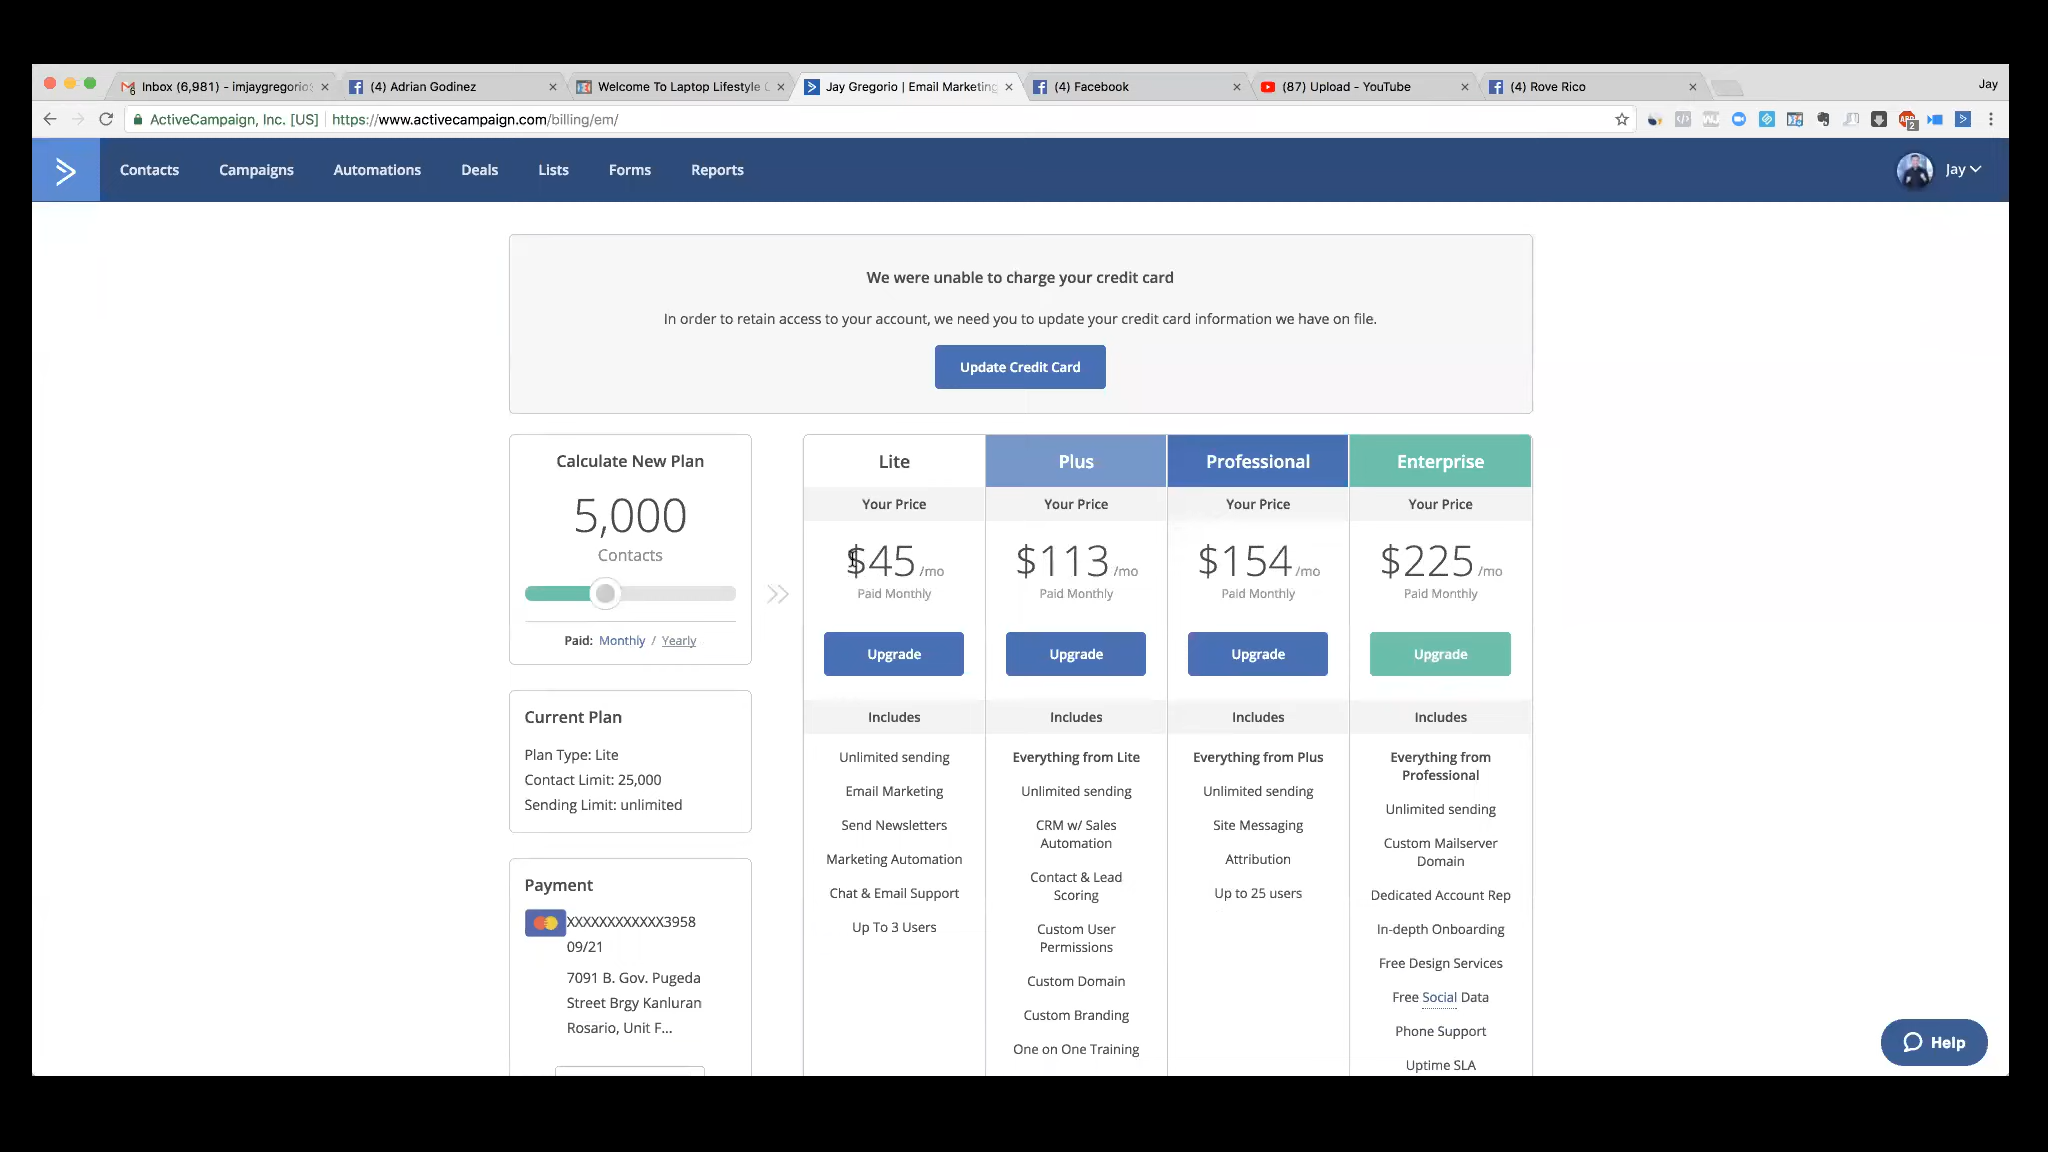 Inbox (6,981) - imjaygregorio
(4) Adrian Godinez
Welcome To Laptop Lifestyle
Jay Gregorio | Email Marketing
(4) Facebook
(87) Upload - YouTube
(4) Rove Rico
Jay
ActiveCampaign, Inc. [US]
https://www.activecampaign.com/billing/em/
Contacts
Campaigns
Automations
Deals
Lists
Forms
Reports
Jay
We were unable to charge your credit card
In order to retain access to your account, we need you to update your credit card information we have on file.
Update Credit Card
Calculate New Plan
5,000
Contacts
Paid: Monthly / Yearly
Current Plan
Plan Type: Lite
Contact Limit: 25,000
Sending Limit: unlimited
Payment
XXXXXXXXXXXX3958
09/21
7091 B. Gov. Pugeda
Street Brgy Kanluran
Rosario, Unit F...
Lite
Your Price
$45 /mo
Paid Monthly
Upgrade
Includes
Unlimited sending
Email Marketing
Send Newsletters
Marketing Automation
Chat & Email Support
Up To 3 Users
Plus
Your Price
$113 /mo
Paid Monthly
Upgrade
Includes
Everything from Lite
Unlimited sending
CRM w/ Sales
Automation
Contact & Lead
Scoring
Custom User
Permissions
Custom Domain
Custom Branding
One on One Training
Professional
Your Price
$154 /mo
Paid Monthly
Upgrade
Includes
Everything from Plus
Unlimited sending
Site Messaging
Attribution
Up to 25 users
Enterprise
Your Price
$225 /mo
Paid Monthly
Upgrade
Includes
Everything from
Professional
Unlimited sending
Custom Mailserver
Domain
Dedicated Account Rep
In-depth Onboarding
Free Design Services
Free Social Data
Phone Support
Uptime SLA
Help